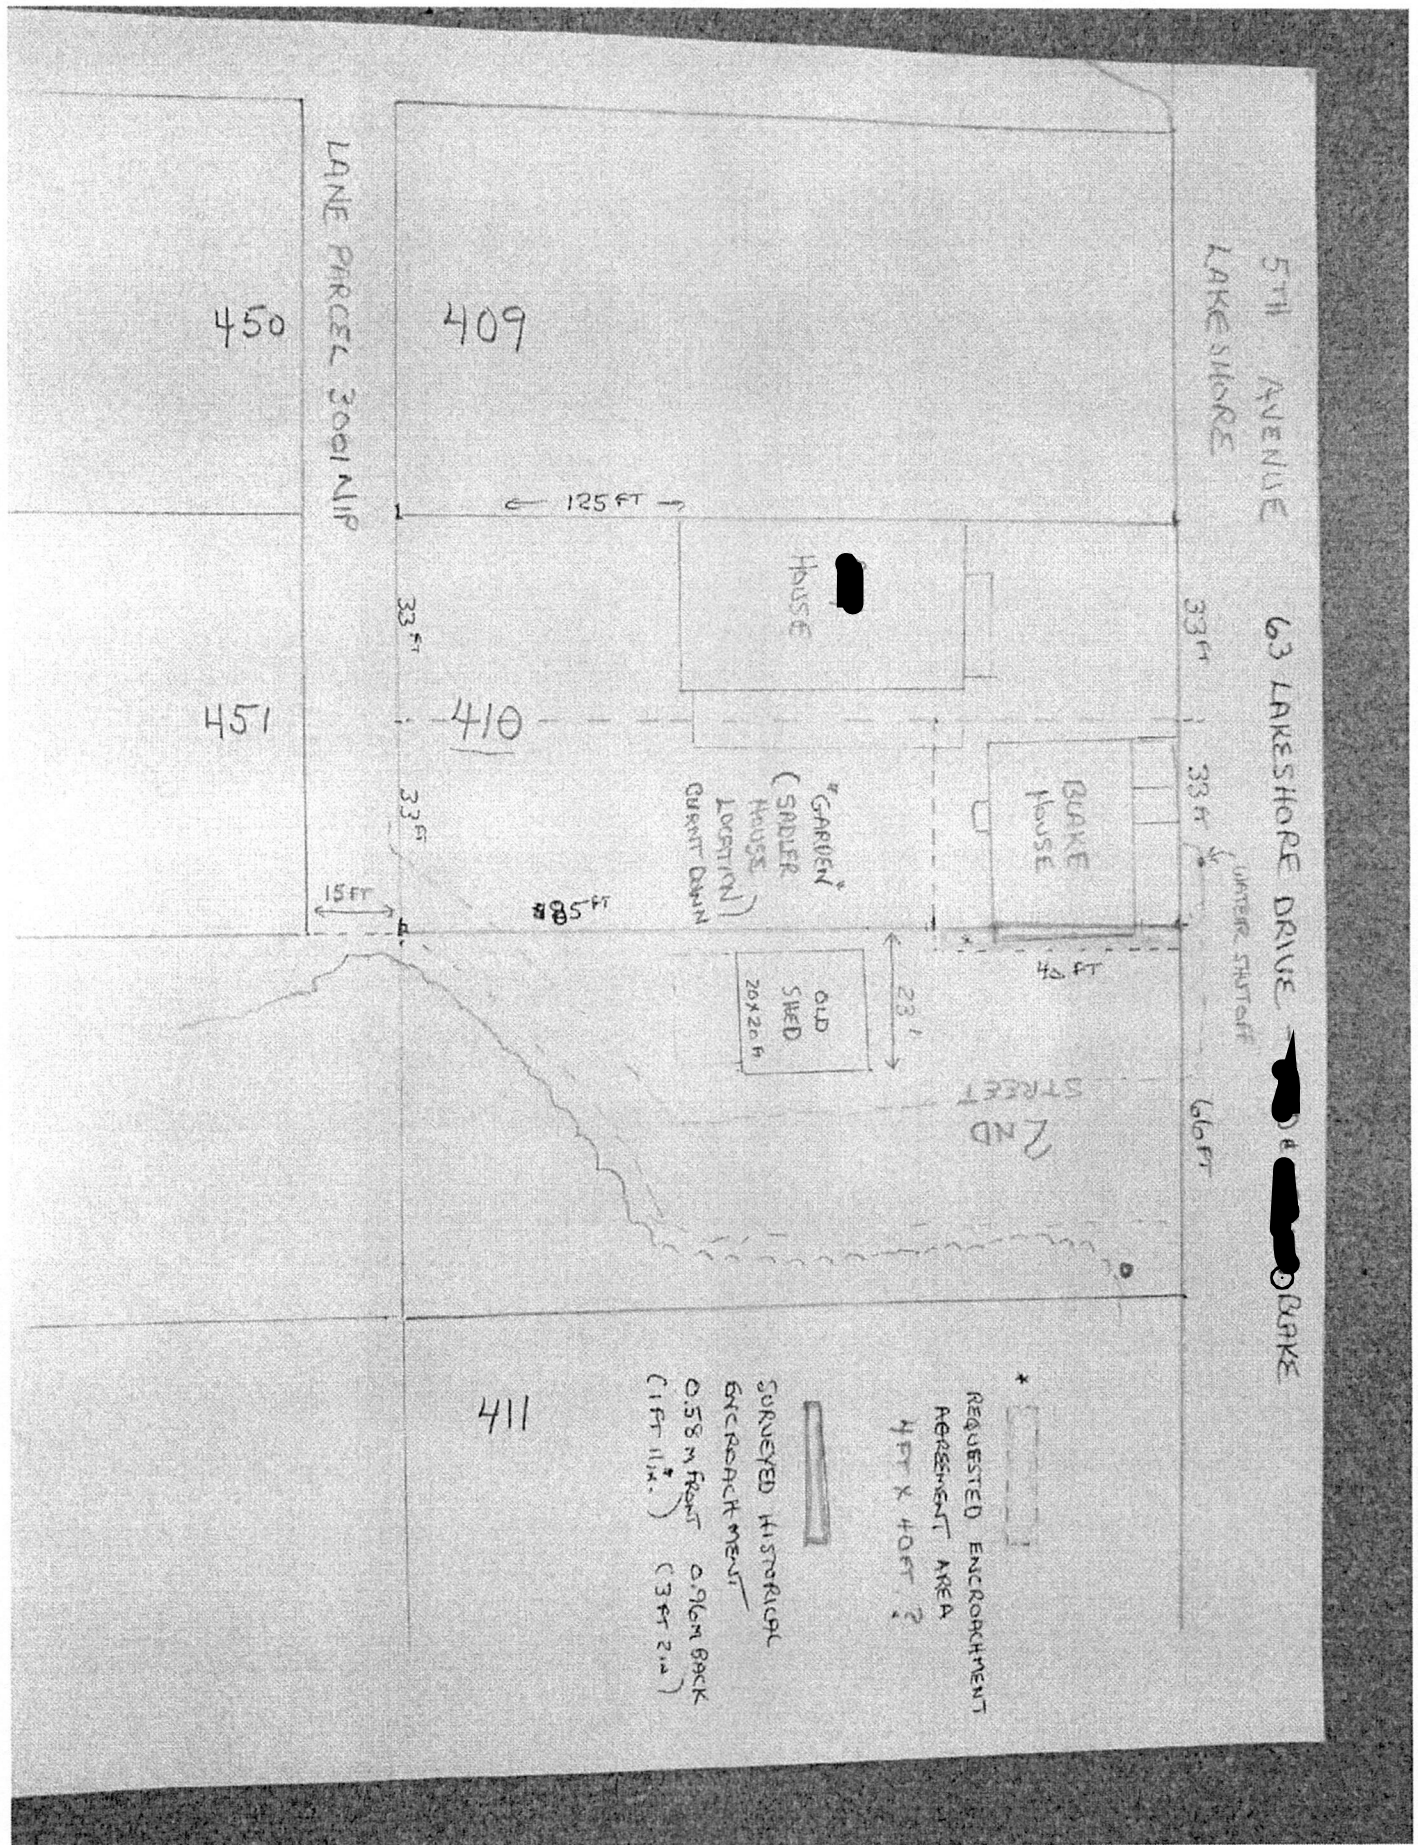 5TH AVENUE
LAKESHORE
63 LAKESHORE DRIVE -
BLAKE
33 FT
33 FT
WATER SHUTOFF
66 FT
HOUSE
BLAKE
HOUSE
"GARDEN"
(SADLER
HOUSE
LOCATION)
BURNT DOWN
40 FT
23'
OLD
SHED
20 X 20 FT
2ND
STREET
← 125 FT →
85 FT
15 FT
33 FT
33 FT
409
410
411
450
451
LANE PARCEL 3001 NIP
*
REQUESTED ENCROACHMENT
AGREEMENT AREA
4 FT X 40 FT ?
SURVEYED HISTORICAL
ENCROACHMENT
0.58 M FRONT 0.96 M BACK
(1 FT 11 in.) (3 FT 2 in)